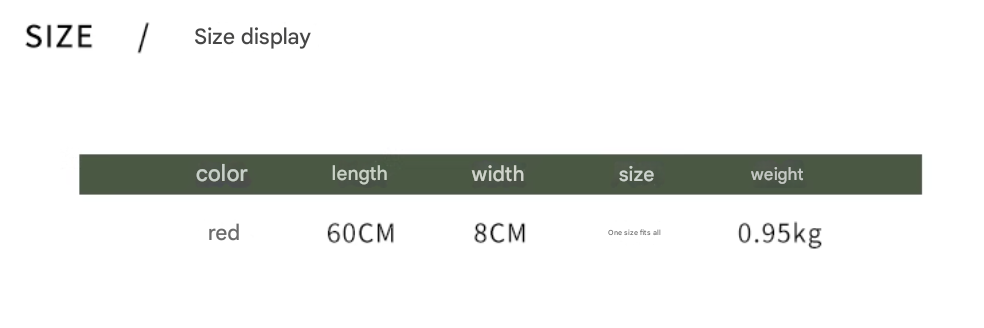 SIZE / Size display
color length width size weight
red 60CM 8CM One size fits all 0.95kg